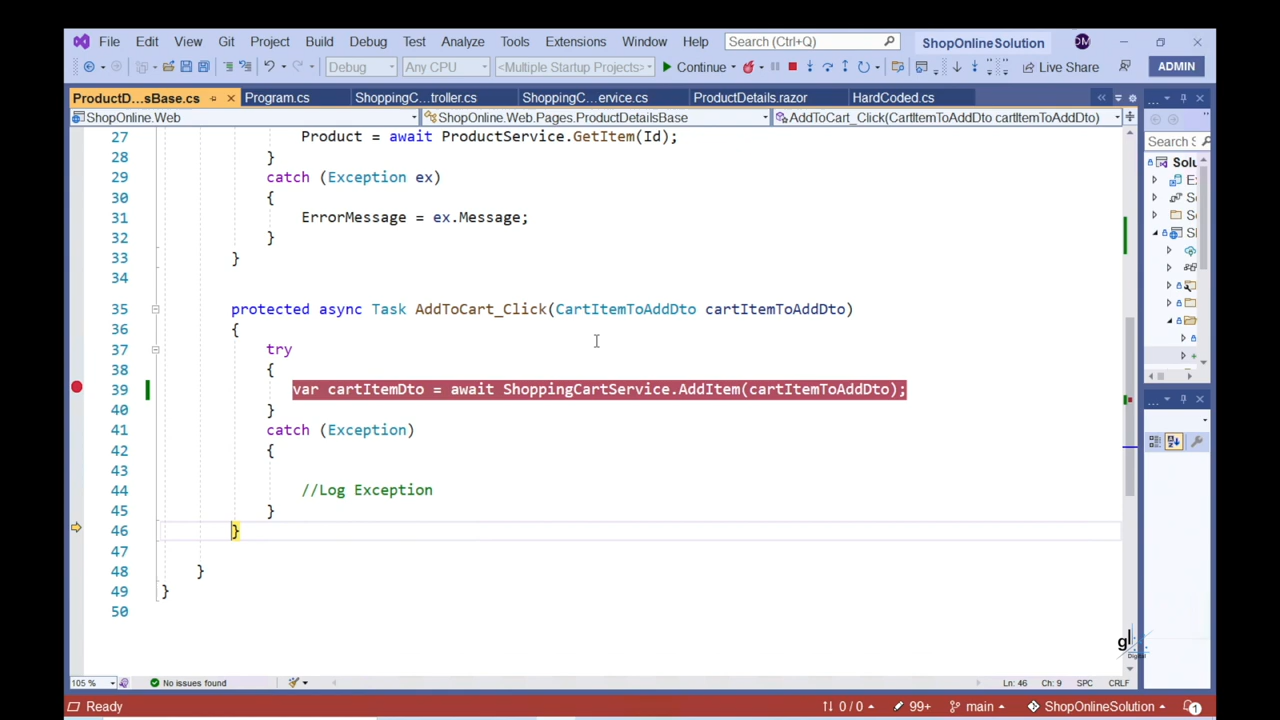 File Edit View Git Project Build Debug Test Analyze Tools Extensions Window Help Search (Ctrl+Q) ShopOnlineSolution DM
Debug Any CPU <Multiple Startup Projects> Continue Live Share ADMIN
ProductD...sBase.cs Program.cs ShoppingC...troller.cs ShoppingC...ervice.cs ProductDetails.razor HardCoded.cs
ShopOnline.Web ShopOnline.Web.Pages.ProductDetailsBase AddToCart_Click(CartItemToAddDto cartItemToAddDto)
Search S
Solu
27 Product = await ProductService.GetItem(Id);
28 }
29 catch (Exception ex)
30 {
31 ErrorMessage = ex.Message;
32 }
33 }
34
35 protected async Task AddToCart_Click(CartItemToAddDto cartItemToAddDto)
36 {
37 try
38 {
39 var cartItemDto = await ShoppingCartService.AddItem(cartItemToAddDto);
40 }
41 catch (Exception)
42 {
43
44 //Log Exception
45 }
46 }
47
48 }
49 }
50
gl
Digital
105 % No issues found Ln: 46 Ch: 9 SPC CRLF
Ready 0 / 0 99+ main ShopOnlineSolution 1